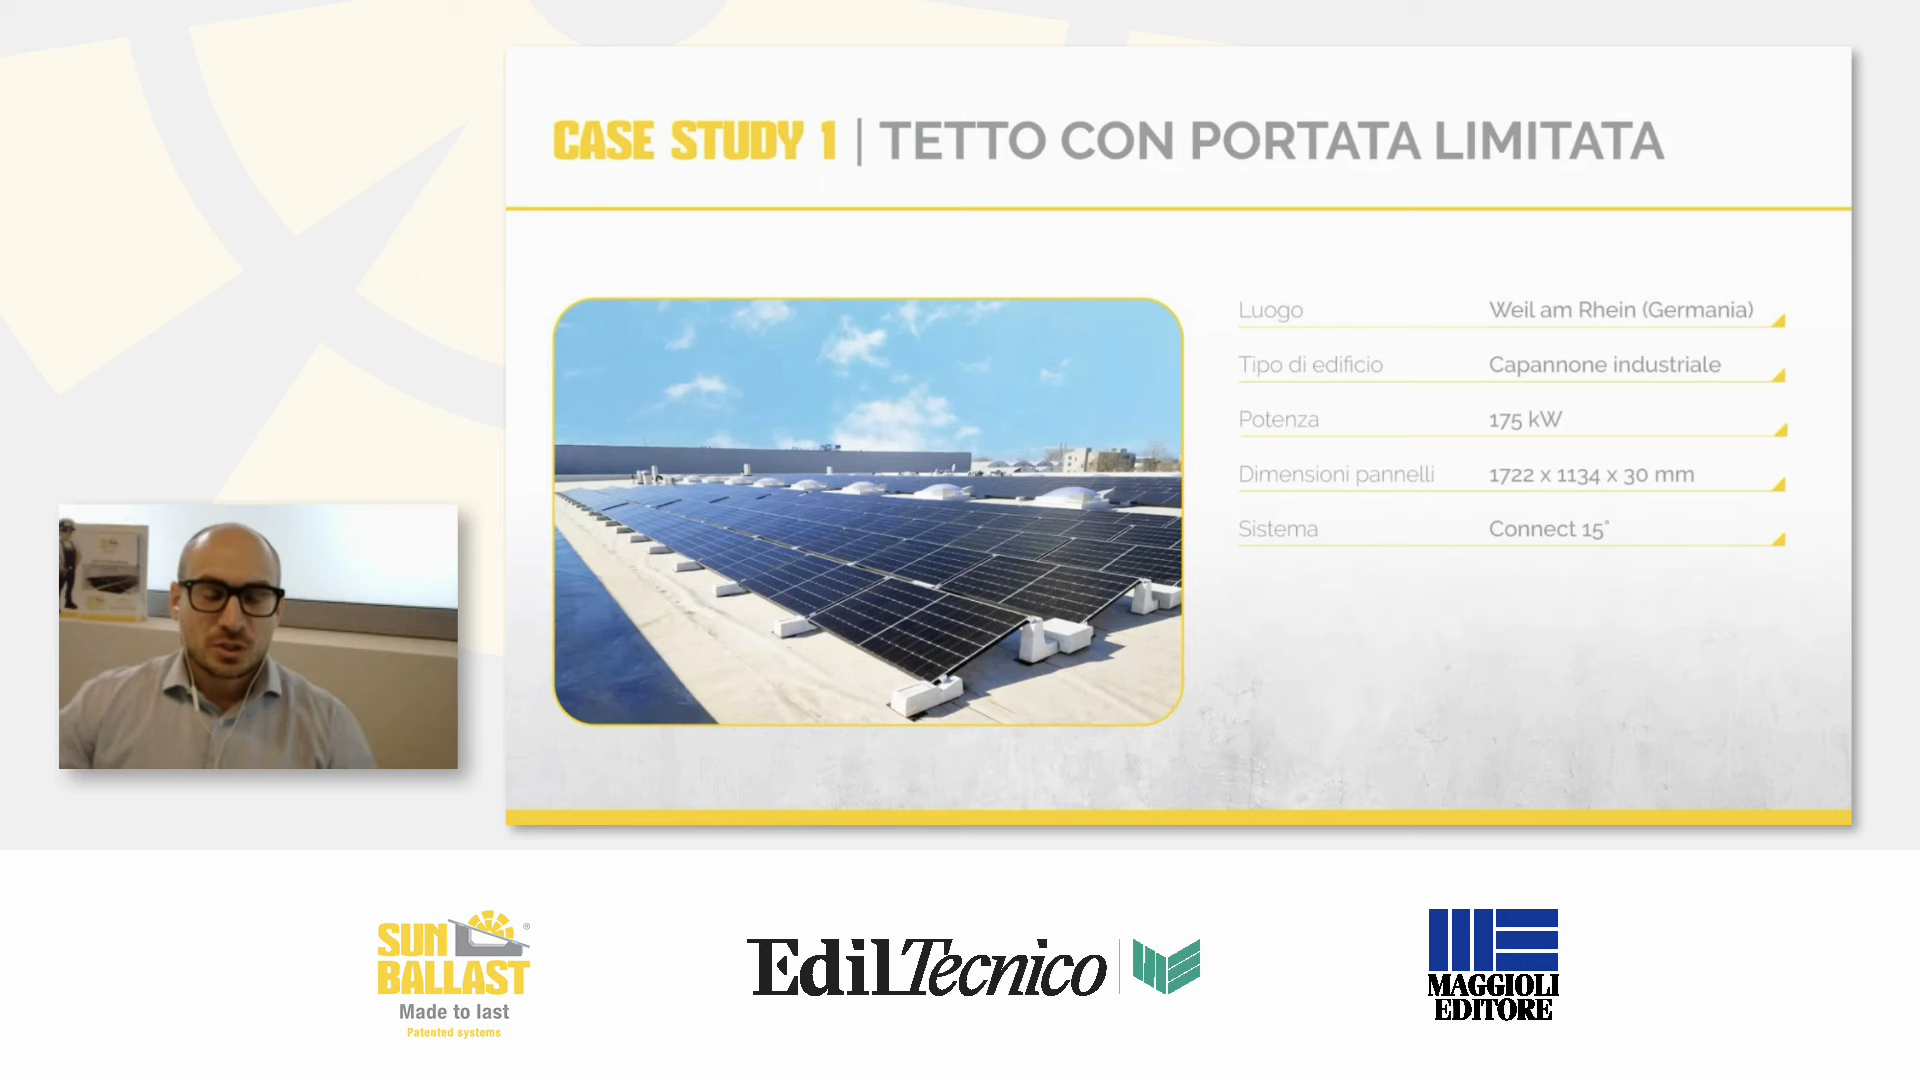 CASE STUDY 1 | TETTO CON PORTATA LIMITATA
Luogo Weil am Rhein (Germania)
Tipo di edificio Capannone industriale
Potenza 175 kW
Dimensioni pannelli 1722 x 1134 x 30 mm
Sistema Connect 15°
SUN
BALLAST®
Made to last
Patented systems
EdilTecnico
MAGGIOLI
EDITORE